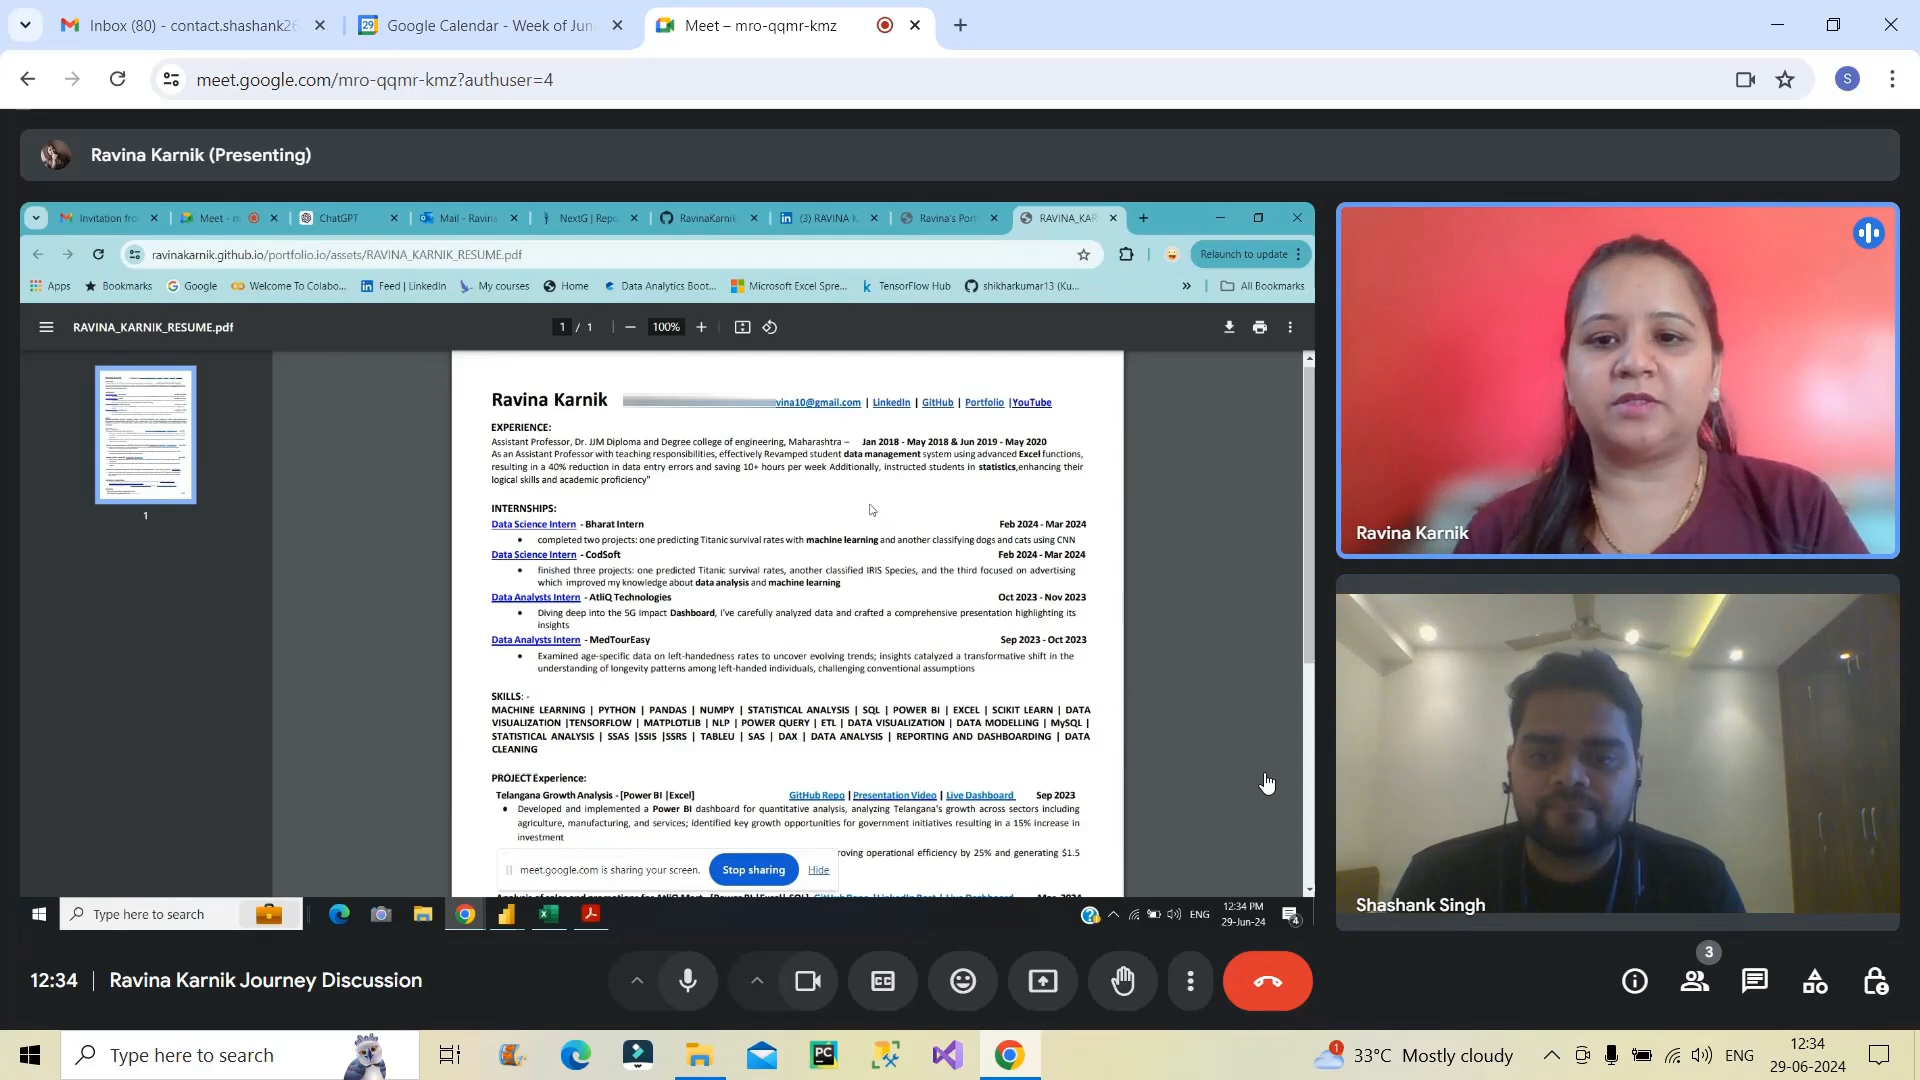 Inbox (80) - contact.shashank26
Google Calendar - Week of Jun
Meet – mro-qqmr-kmz
meet.google.com/mro-qqmr-kmz?authuser=4
S
Ravina Karnik (Presenting)
Invitation fro
Meet - m
ChatGPT
Mail - Ravina
NextG | Repo
RavinaKarnik
(3) RAVINA K
Ravina's Port
RAVINA_KAR
ravinakarnik.github.io/portfolio.io/assets/RAVINA_KARNIK_RESUME.pdf
Relaunch to update
Apps
Bookmarks
Google
Welcome To Colabo...
Feed | LinkedIn
My courses
Home
Data Analytics Boot...
Microsoft Excel Spre...
TensorFlow Hub
shikharkumar13 (Ku...
»
All Bookmarks
RAVINA_KARNIK_RESUME.pdf
1 / 1
100%
1
Ravina Karnik vina10@gmail.com | LinkedIn | GitHub | Portfolio |YouTube
EXPERIENCE:
Assistant Professor, Dr. JJM Diploma and Degree college of engineering, Maharashtra – Jan 2018 - May 2018 & Jun 2019 - May 2020
As an Assistant Professor with teaching responsibilities, effectively Revamped student data management system using advanced Excel functions,
resulting in a 40% reduction in data entry errors and saving 10+ hours per week Additionally, instructed students in statistics,enhancing their
logical skills and academic proficiency"
INTERNSHIPS:
Data Science Intern - Bharat Intern Feb 2024 - Mar 2024
• completed two projects: one predicting Titanic survival rates with machine learning and another classifying dogs and cats using CNN
Data Science Intern - CodSoft Feb 2024 - Mar 2024
• finished three projects: one predicted Titanic survival rates, another classified IRIS Species, and the third focused on advertising
which improved my knowledge about data analysis and machine learning
Data Analysts Intern - AtliQ Technologies Oct 2023 - Nov 2023
• Diving deep into the 5G Impact Dashboard, I've carefully analyzed data and crafted a comprehensive presentation highlighting its
insights
Data Analysts Intern - MedTourEasy Sep 2023 - Oct 2023
• Examined age-specific data on left-handedness rates to uncover evolving trends; insights catalyzed a transformative shift in the
understanding of longevity patterns among left-handed individuals, challenging conventional assumptions
SKILLS: -
MACHINE LEARNING | PYTHON | PANDAS | NUMPY | STATISTICAL ANALYSIS | SQL | POWER BI | EXCEL | SCIKIT LEARN | DATA
VISUALIZATION |TENSORFLOW | MATPLOTLIB | NLP | POWER QUERY | ETL | DATA VISUALIZATION | DATA MODELLING | MySQL |
STATISTICAL ANALYSIS | SSAS |SSIS |SSRS | TABLEU | SAS | DAX | DATA ANALYSIS | REPORTING AND DASHBOARDING | DATA
CLEANING
PROJECT Experience:
Telangana Growth Analysis - [Power BI |Excel] GitHub Repo | Presentation Video | Live Dashboard Sep 2023
• Developed and implemented a Power BI dashboard for quantitative analysis, analyzing Telangana's growth across sectors including
agriculture, manufacturing, and services; identified key growth opportunities for government initiatives resulting in a 15% increase in
investment
roving operational efficiency by 25% and generating $1.5
meet.google.com is sharing your screen.
Stop sharing
Hide
Type here to search
ENG
12:34 PM
29-Jun-24
4
Ravina Karnik
Shashank Singh
12:34 | Ravina Karnik Journey Discussion
3
Type here to search
PC
1
33°C Mostly cloudy
ENG
12:34
29-06-2024